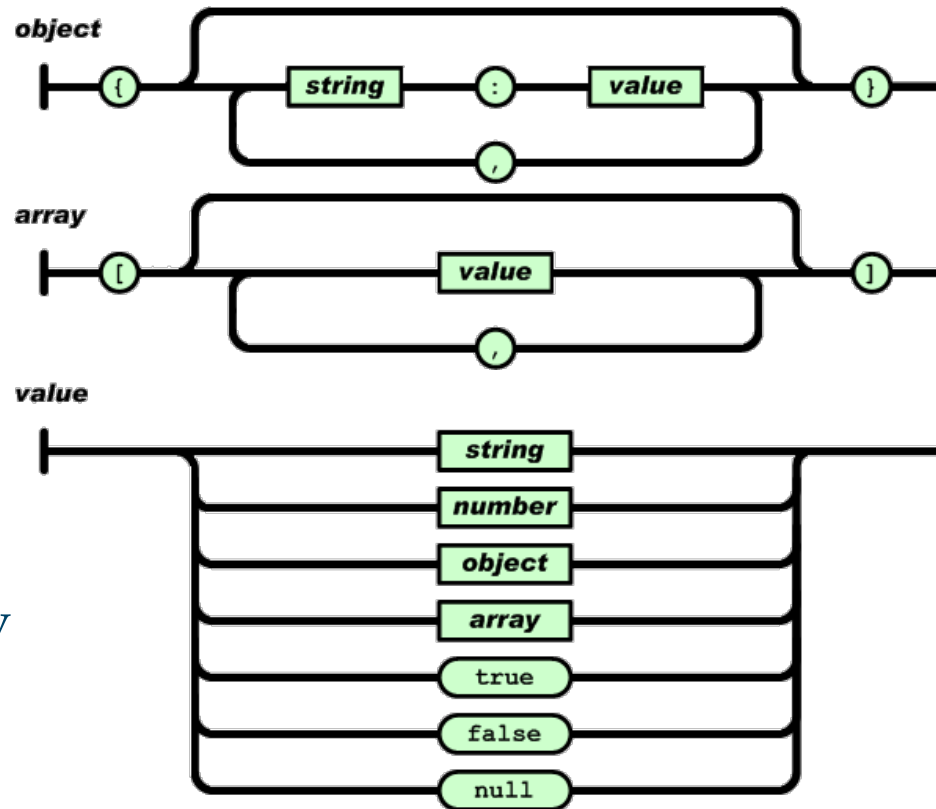 object
{ string : value }
,
array
[ value ]
,
value
string
number
object
array
y
true
false
null